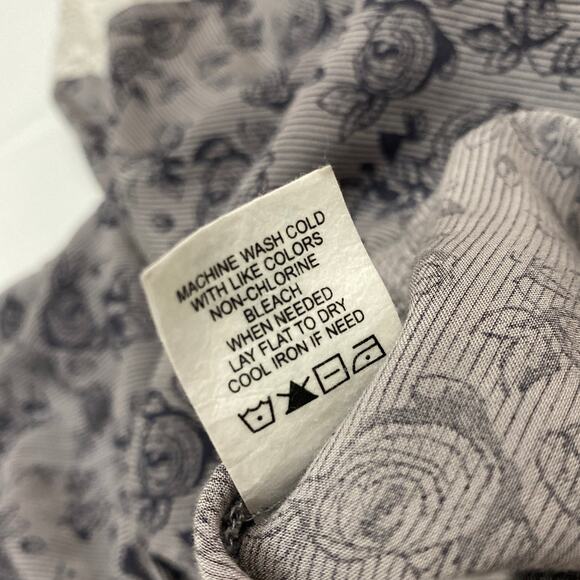 MACHINE WASH COLD
WITH LIKE COLORS
NON-CHLORINE
BLEACH
WHEN NEEDED
LAY FLAT TO DRY
COOL IRON IF NEED